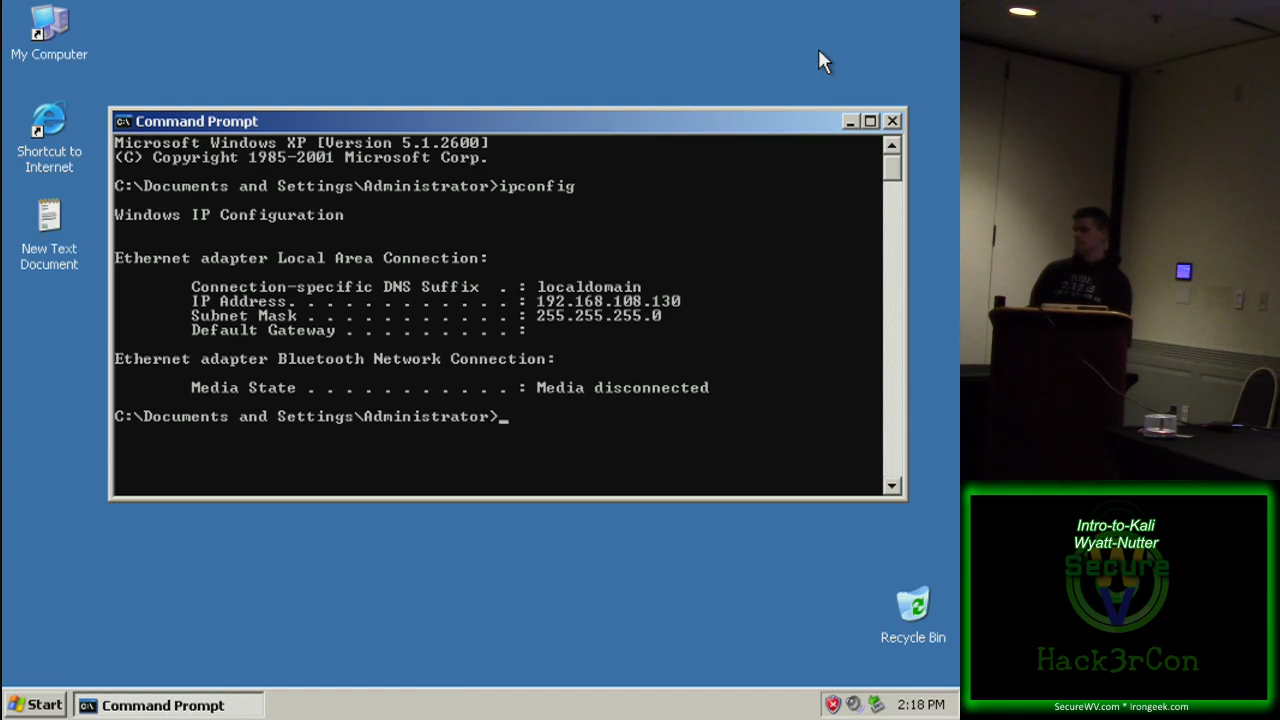 My Computer
Shortcut to
Internet
New Text
Document
Command Prompt
Microsoft Windows XP [Version 5.1.2600]
(C) Copyright 1985-2001 Microsoft Corp.
C:\Documents and Settings\Administrator>ipconfig
Windows IP Configuration
Ethernet adapter Local Area Connection:
Connection-specific DNS Suffix  . : localdomain
IP Address. . . . . . . . . . . . : 192.168.108.130
Subnet Mask . . . . . . . . . . . : 255.255.255.0
Default Gateway . . . . . . . . . :
Ethernet adapter Bluetooth Network Connection:
Media State . . . . . . . . . . . : Media disconnected
C:\Documents and Settings\Administrator>_
Recycle Bin
Start
Command Prompt
2:18 PM
Intro-to-Kali
Wyatt-Nutter
Secure
W
V
Hack3rCon
SecureWV.com * irongeek.com